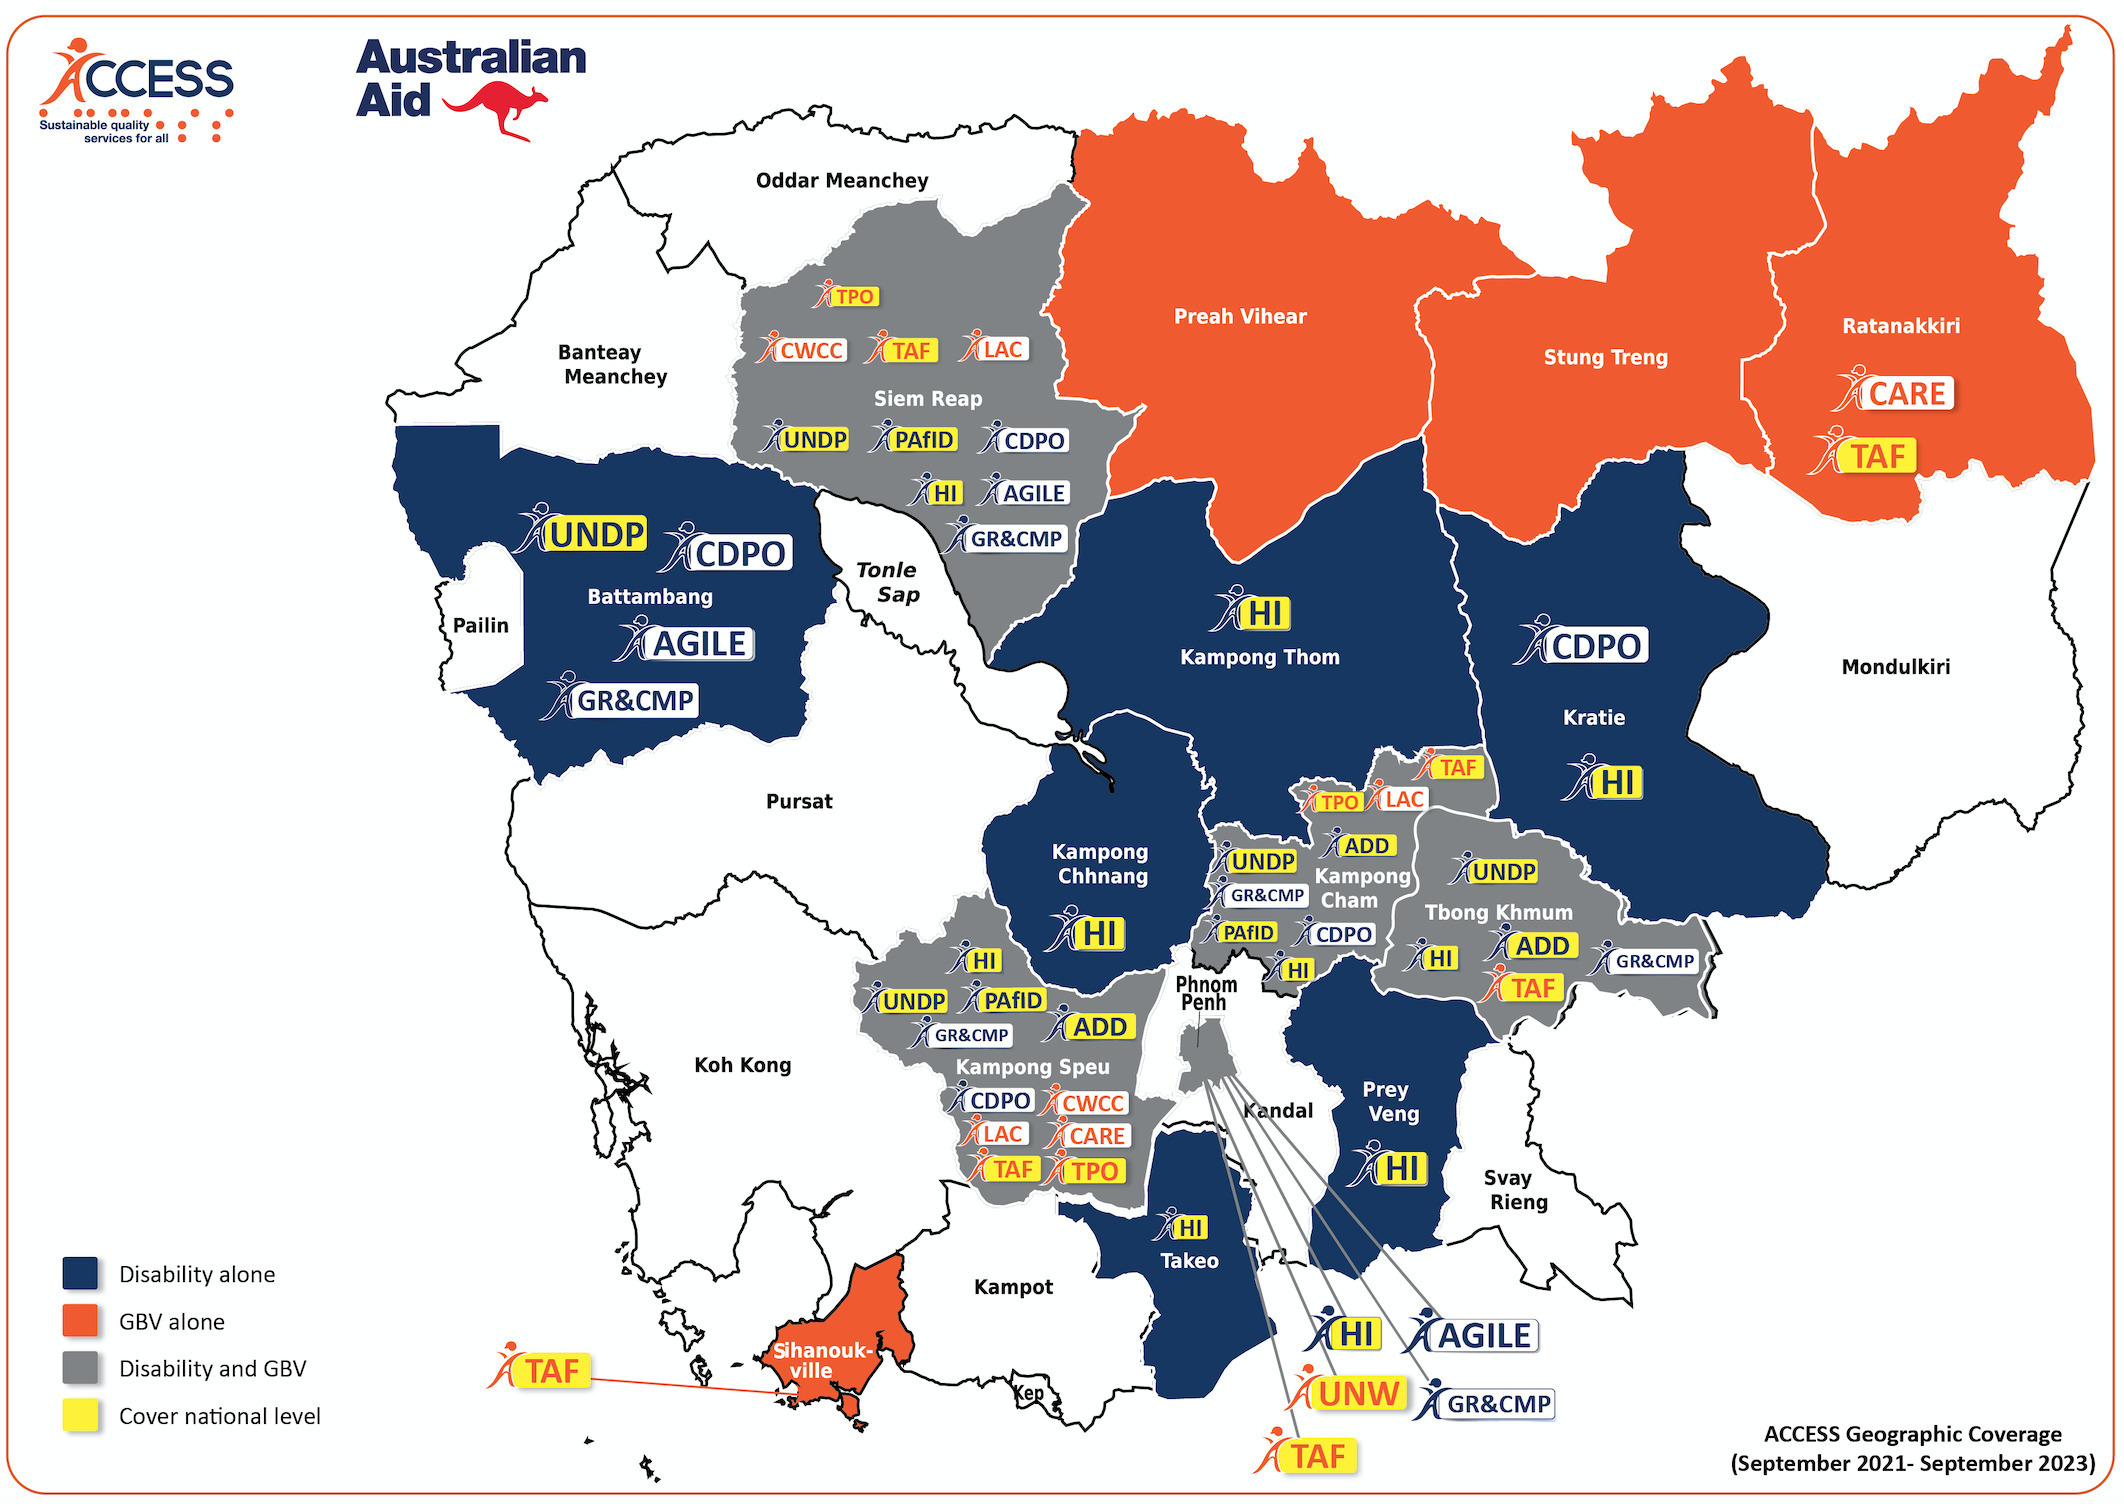 ACCESS
Sustainable quality
services for all
Australian
Aid
Oddar Meanchey
Banteay
Meanchey
TPO
CWCC
TAF
LAC
Siem Reap
UNDP
PAfID
CDPO
HI
AGILE
GR&CMP
Preah Vihear
Stung Treng
Ratanakkiri
CARE
TAF
UNDP
CDPO
Battambang
AGILE
GR&CMP
Pailin
Tonle
Sap
HI
Kampong Thom
CDPO
Kratie
HI
Mondulkiri
Pursat
Kampong
Chhnang
HI
TAF
TPO
LAC
ADD
UNDP
Kampong
Cham
GR&CMP
PAfID
CDPO
HI
UNDP
Tbong Khmum
HI
ADD
GR&CMP
TAF
HI
UNDP
PAfID
GR&CMP
ADD
Kampong Speu
CDPO
CWCC
LAC
CARE
TAF
TPO
Phnom
Penh
Kandal
Koh Kong
Prey
Veng
HI
Svay
Rieng
HI
Takeo
Kampot
Kep
Sihanouk-
ville
TAF
HI
AGILE
UNW
GR&CMP
TAF
Disability alone
GBV alone
Disability and GBV
Cover national level
ACCESS Geographic Coverage
(September 2021- September 2023)